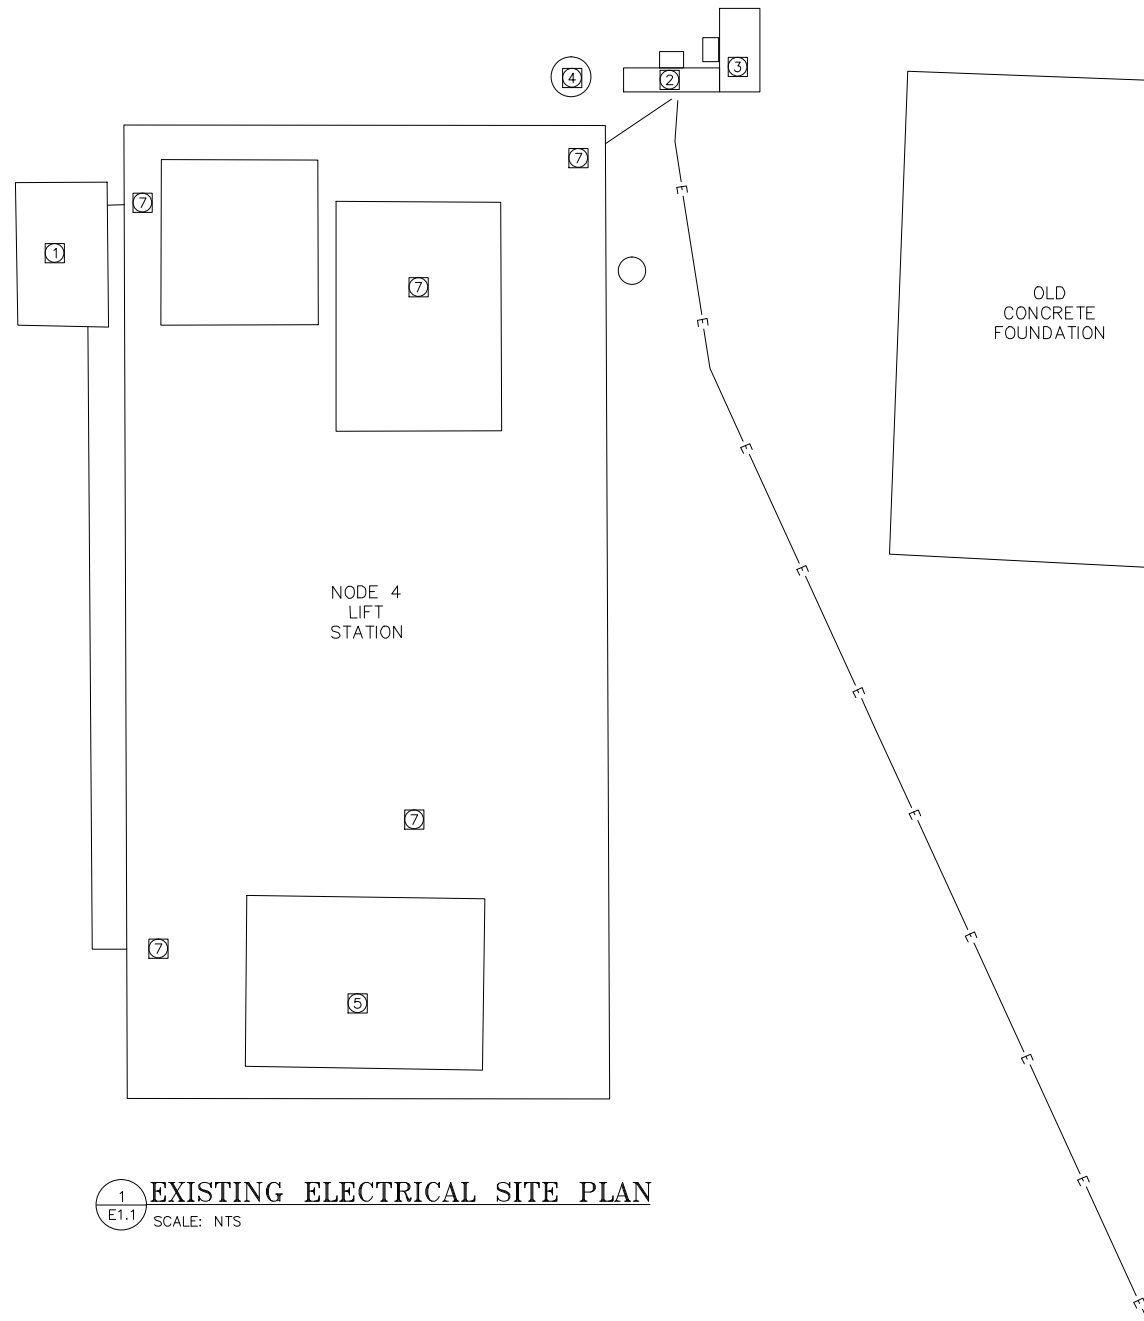 4
2
3
7
7
1
E
7
OLD
CONCRETE
FOUNDATION
E
E
E
NODE 4
LIFT
STATION
E
E
7
E
7
5
E
E
1
E1.1
EXISTING ELECTRICAL SITE PLAN
SCALE: NTS
E